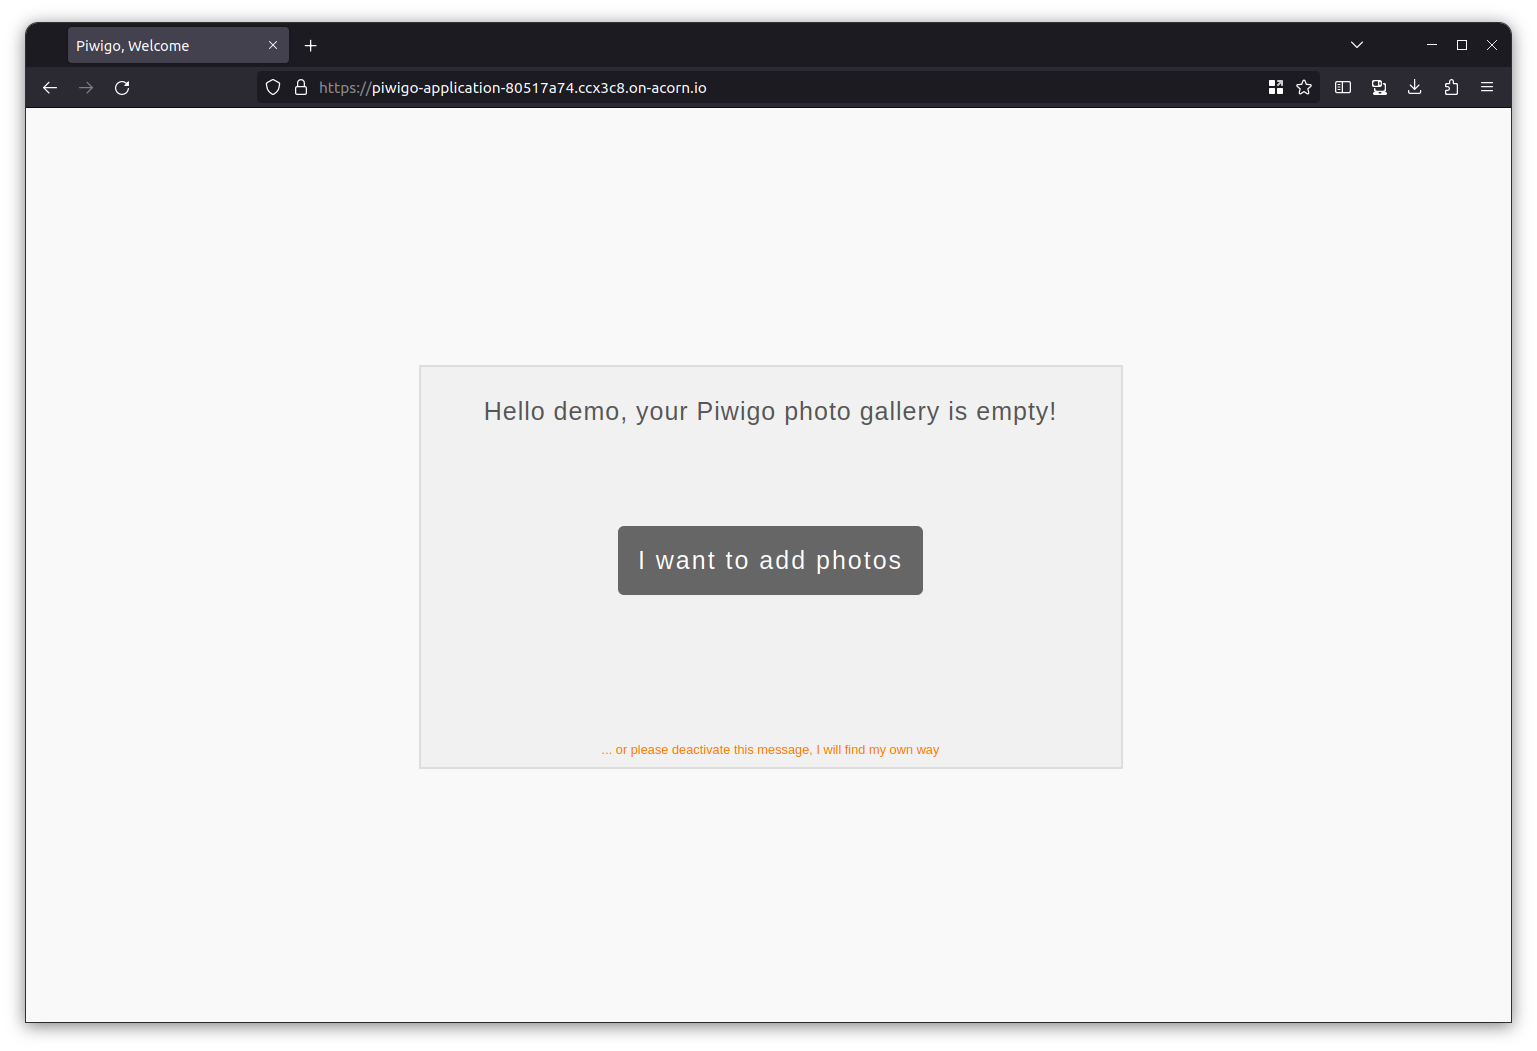 Piwigo, Welcome
https://piwigo-application-80517a74.ccx3c8.on-acorn.io
Hello demo, your Piwigo photo gallery is empty!
I want to add photos
... or please deactivate this message, I will find my own way